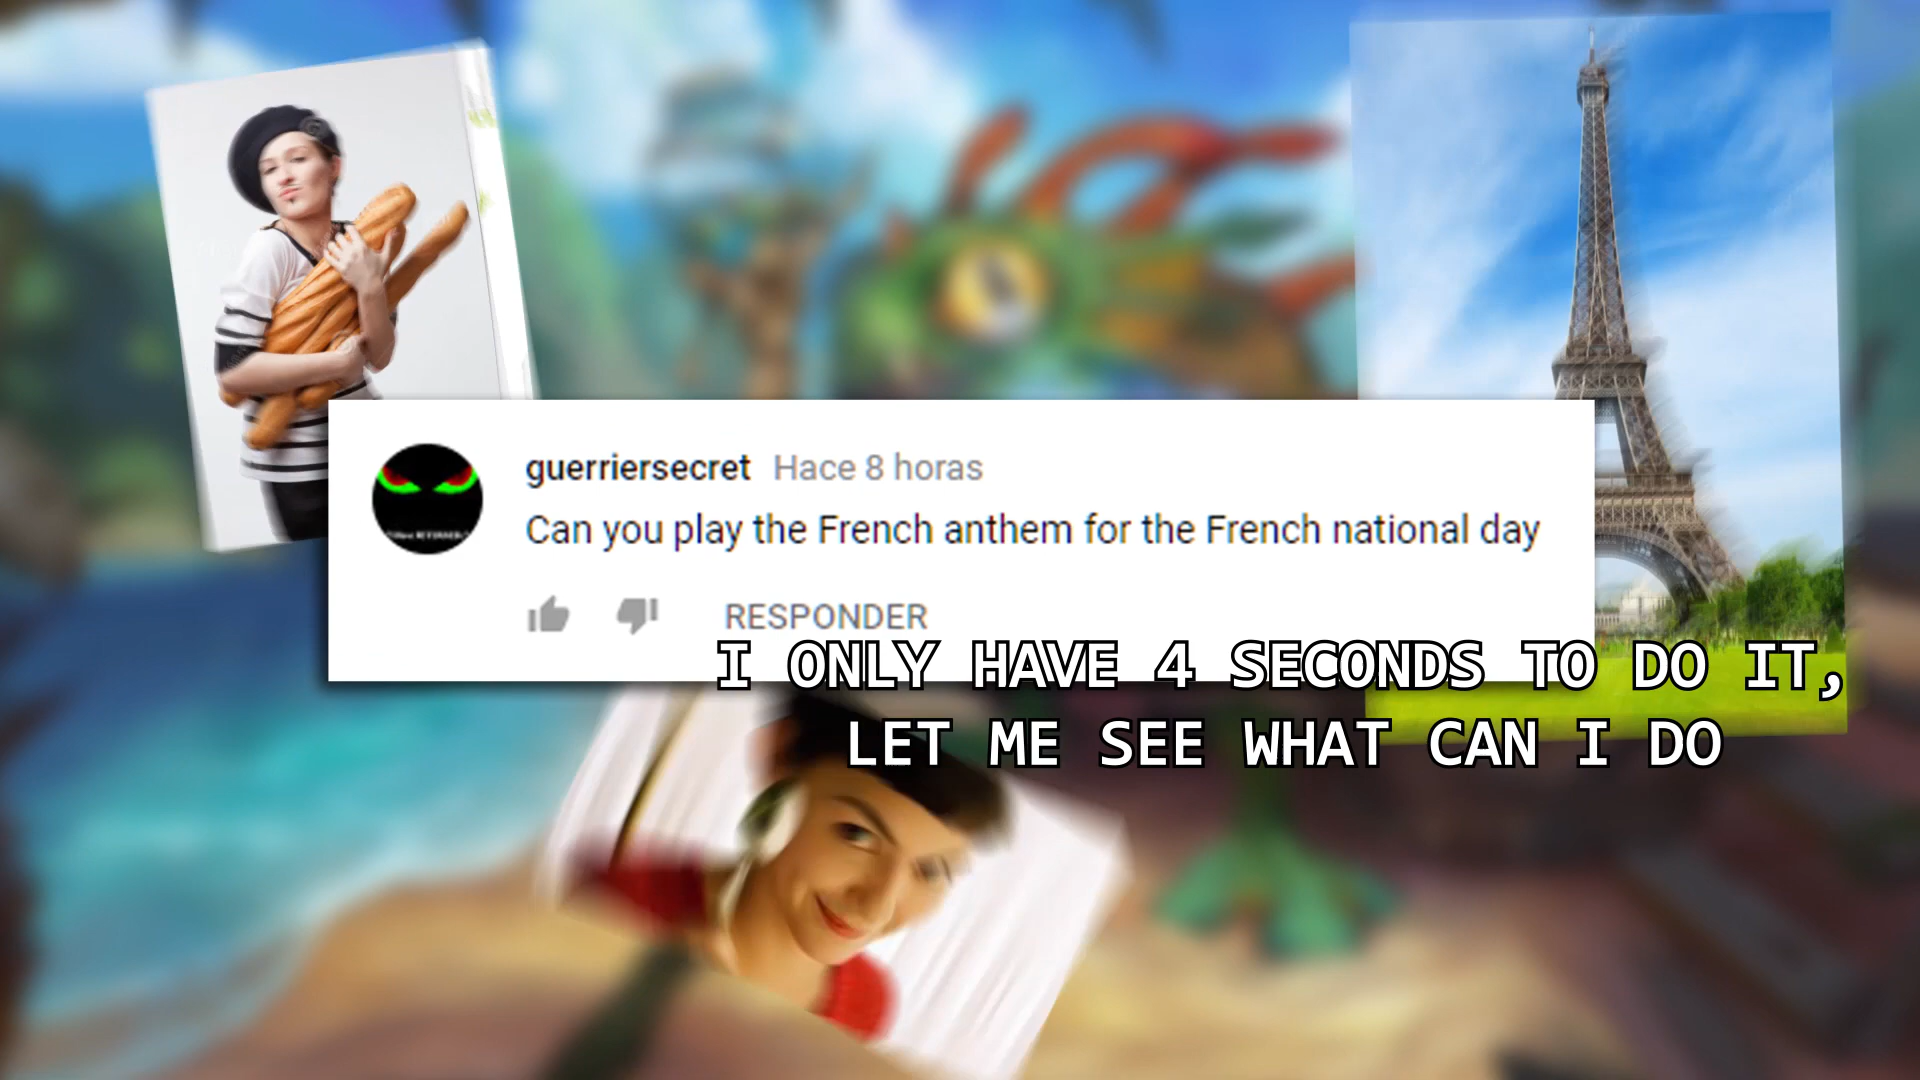 guerriersecret Hace 8 horas
Can you play the French anthem for the French national day
RESPONDER
I ONLY HAVE 4 SECONDS TO DO IT,
LET ME SEE WHAT CAN I DO